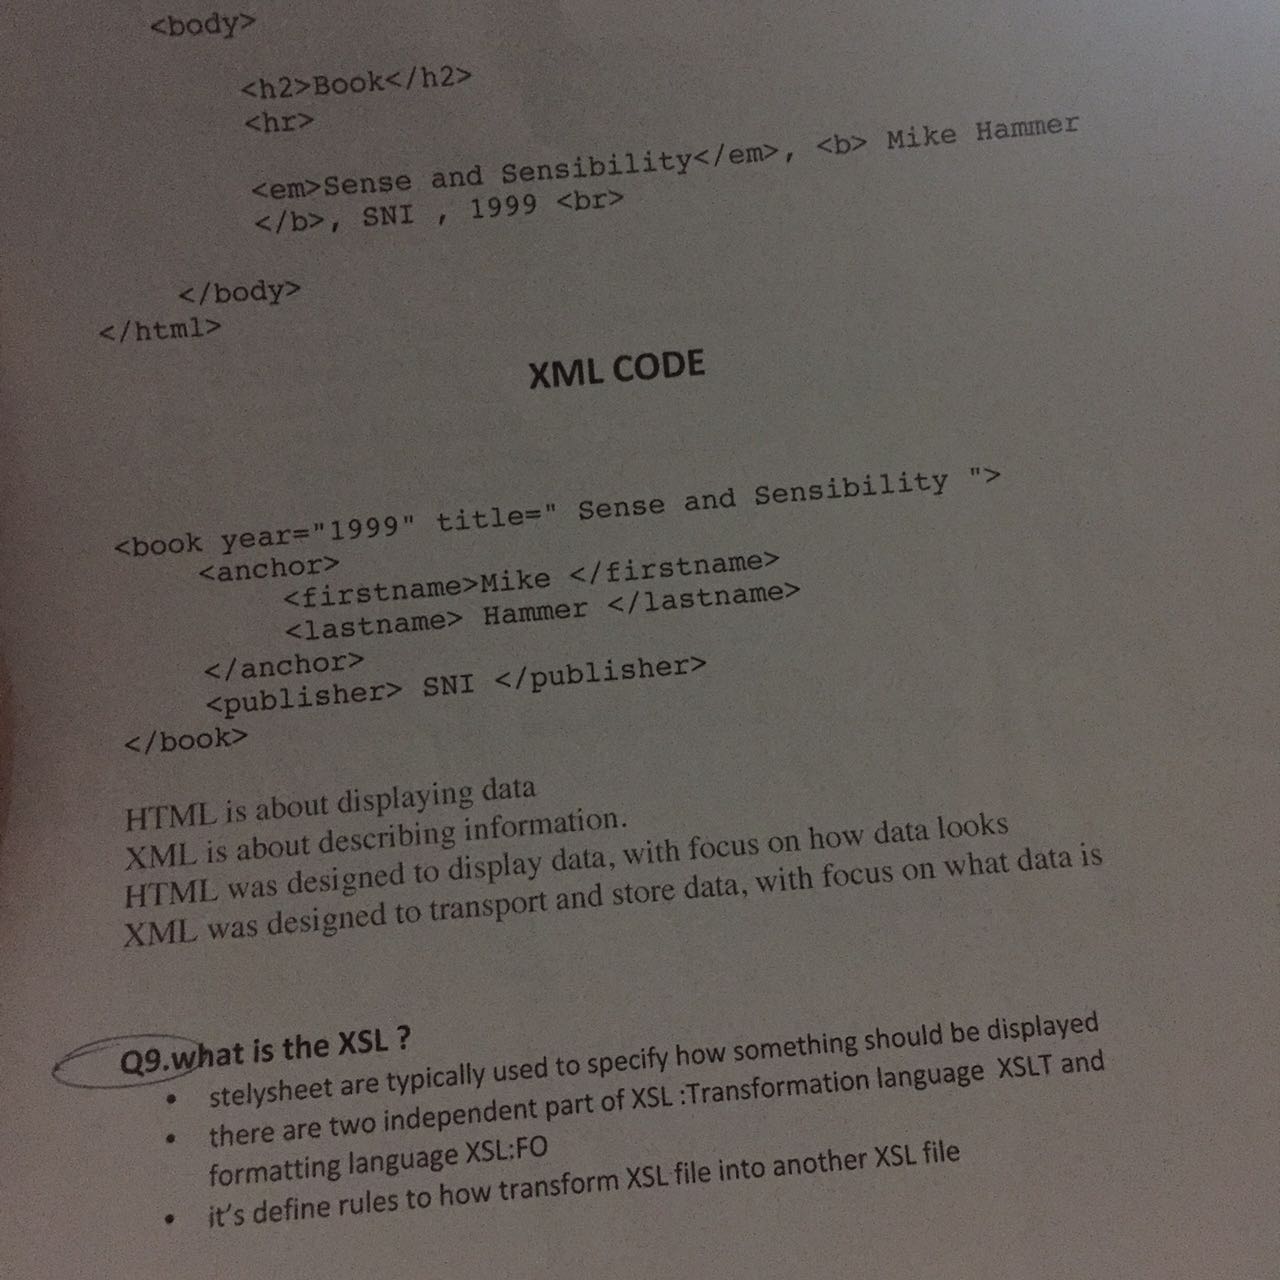 <body>
<h2>Book</h2>
<hr>
<em>Sense and Sensibility</em>, <b> Mike Hammer
</b>, SNI , 1999 <br>
</body>
</html>
XML CODE
<book year="1999" title=" Sense and Sensibility ">
<anchor>
<firstname>Mike </firstname>
<lastname> Hammer </lastname>
</anchor>
<publisher> SNI </publisher>
</book>
HTML is about displaying data
XML is about describing information.
HTML was designed to display data, with focus on how data looks
XML was designed to transport and store data, with focus on what data is
Q9.what is the XSL ?
• stelysheet are typically used to specify how something should be displayed
• there are two independent part of XSL :Transformation language XSLT and
formatting language XSL:FO
• it's define rules to how transform XSL file into another XSL file